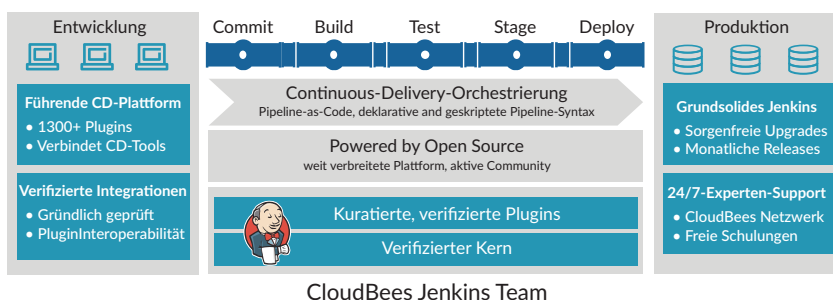 Entwicklung
Führende CD-Plattform
• 1300+ Plugins
• Verbindet CD-Tools
Verifizierte Integrationen
• Gründlich geprüft
• PluginInteroperabilität
Commit
Build
Test
Stage
Deploy
Continuous-Delivery-Orchestrierung
Pipeline-as-Code, deklarative and geskriptete Pipeline-Syntax
Powered by Open Source
weit verbreitete Plattform, aktive Community
Kuratierte, verifizierte Plugins
Verifizierter Kern
Produktion
Grundsolides Jenkins
• Sorgenfreie Upgrades
• Monatliche Releases
24/7-Experten-Support
• CloudBees Netzwerk
• Freie Schulungen
CloudBees Jenkins Team